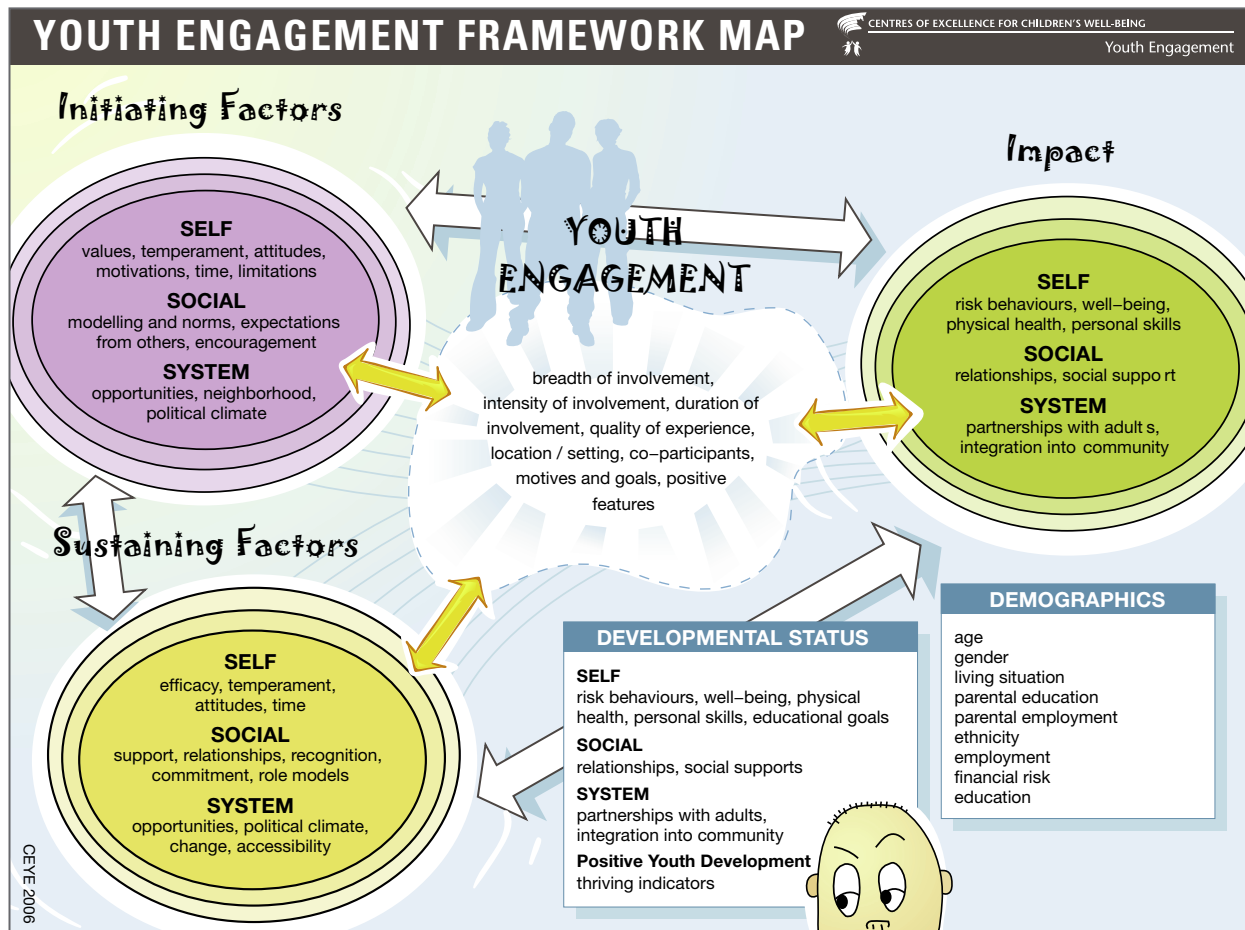 YOUTH ENGAGEMENT FRAMEWORK MAP
CENTRES OF EXCELLENCE FOR CHILDREN'S WELL-BEING
Youth Engagement
Initiating Factors
SELF
values, temperament, attitudes,
motivations, time, limitations
SOCIAL
modelling and norms, expectations
from others, encouragement
SYSTEM
opportunities, neighborhood,
political climate
YOUTH
ENGAGEMENT
breadth of involvement,
intensity of involvement, duration of
involvement, quality of experience,
location / setting, co–participants,
motives and goals, positive
features
Impact
SELF
risk behaviours, well–being,
physical health, personal skills
SOCIAL
relationships, social suppo rt
SYSTEM
partnerships with adult s,
integration into community
Sustaining Factors
SELF
efficacy, temperament,
attitudes, time
SOCIAL
support, relationships, recognition,
commitment, role models
SYSTEM
opportunities, political climate,
change, accessibility
DEVELOPMENTAL STATUS
SELF
risk behaviours, well–being, physical
health, personal skills, educational goals
SOCIAL
relationships, social supports
SYSTEM
partnerships with adults,
integration into community
Positive Youth Development
thriving indicators
DEMOGRAPHICS
age
gender
living situation
parental education
parental employment
ethnicity
employment
financial risk
education
CEYE 2006